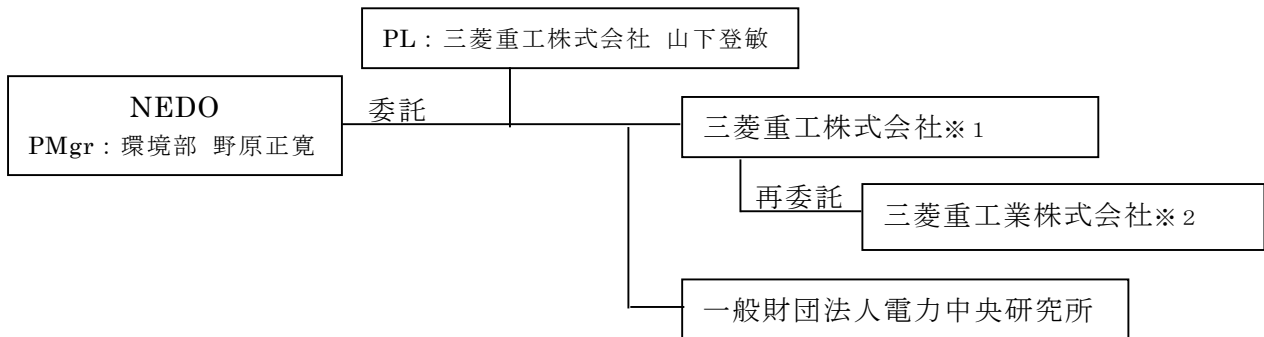 PL：三菱重工株式会社 山下登敏
NEDO
PMgr：環境部 野原正寛
委託
三菱重工株式会社※1
再委託
三菱重工業株式会社※2
一般財団法人電力中央研究所